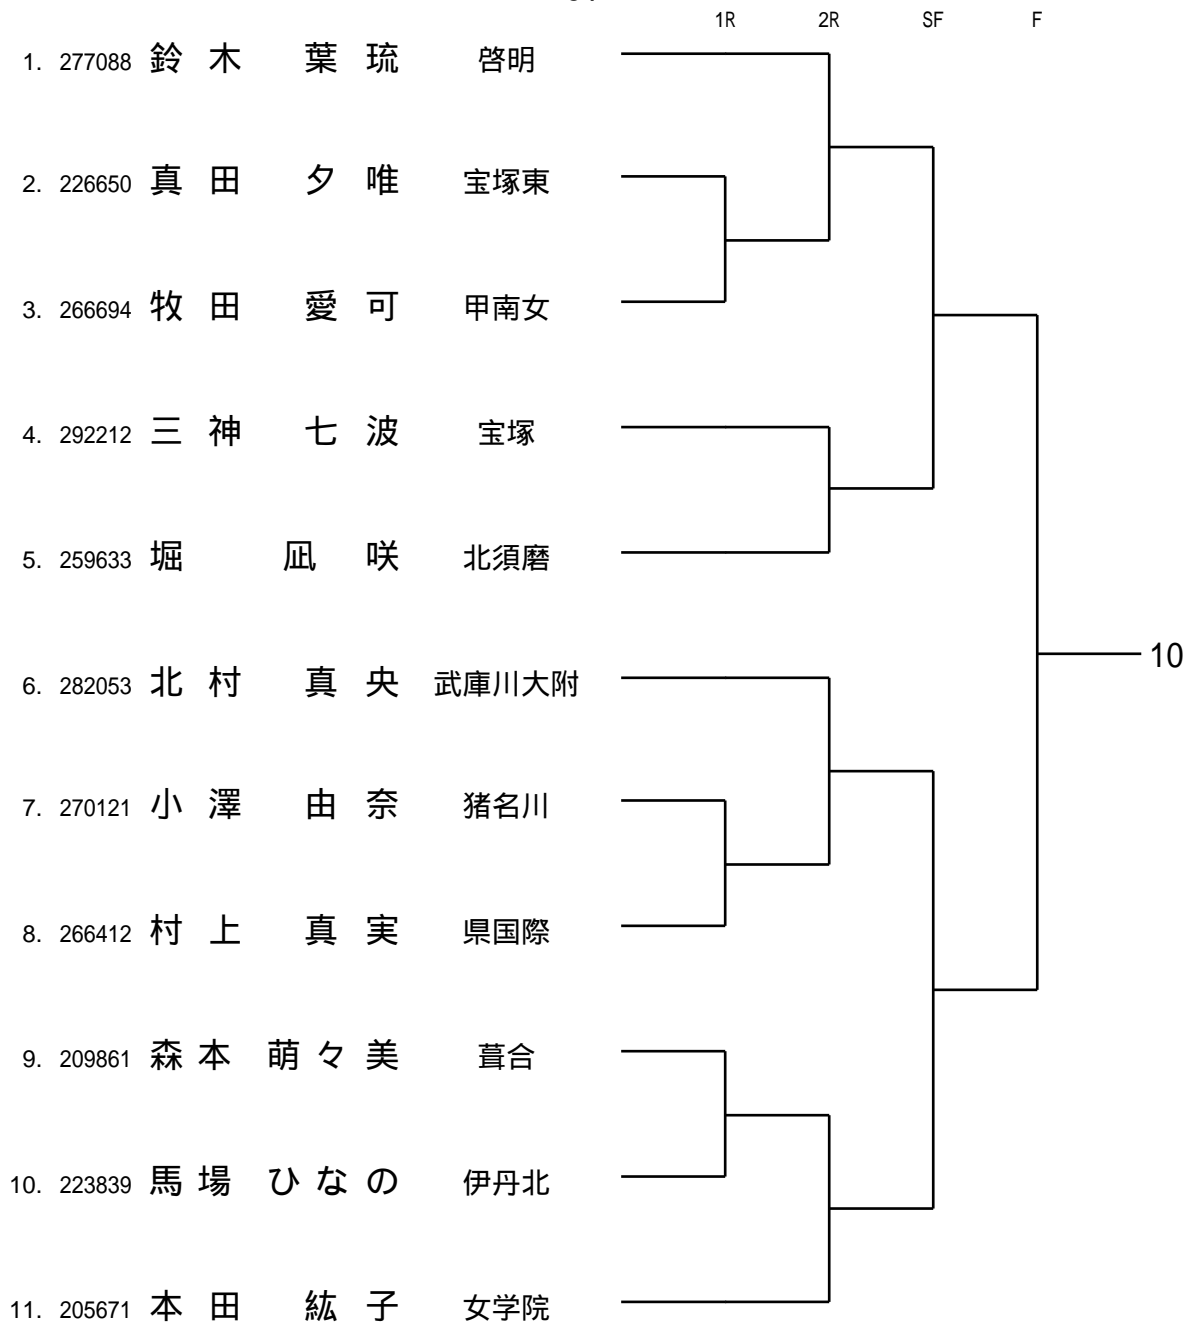 1R 2R SF F
1. 277088 鈴木 葉琉 啓明
2. 226650 真田 夕唯 宝塚東
3. 266694 牧田 愛可 甲南女
4. 292212 三神 七波 宝塚
5. 259633 堀 凪咲 北須磨
10
6. 282053 北村 真央 武庫川大附
7. 270121 小澤 由奈 猪名川
8. 266412 村上 真実 県国際
9. 209861 森本 萌々美 葺合
10. 223839 馬場 ひなの 伊丹北
11. 205671 本田 紘子 女学院